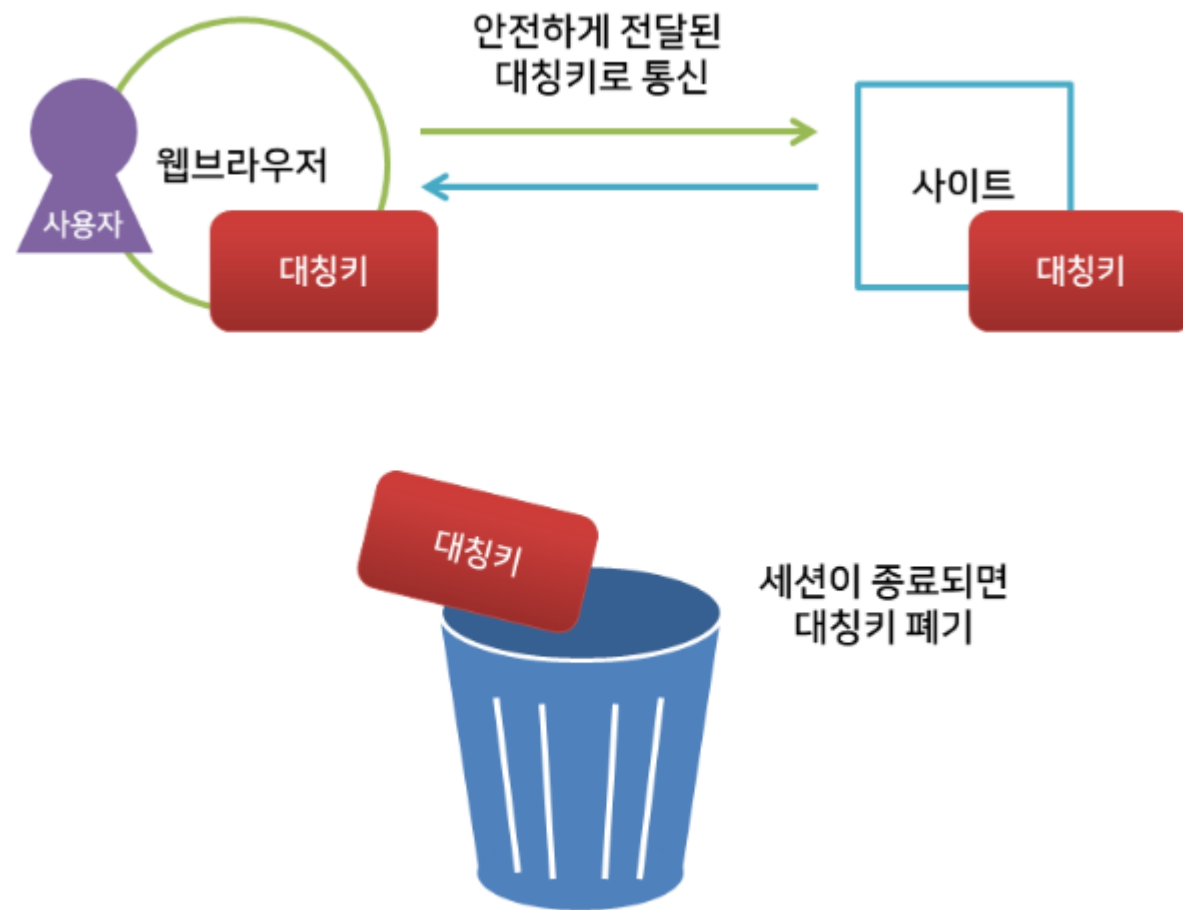 안전하게 전달된
대칭키로 통신
웹브라우저
사용자
대칭키
사이트
대칭키
대칭키
세션이 종료되면
대칭키 폐기